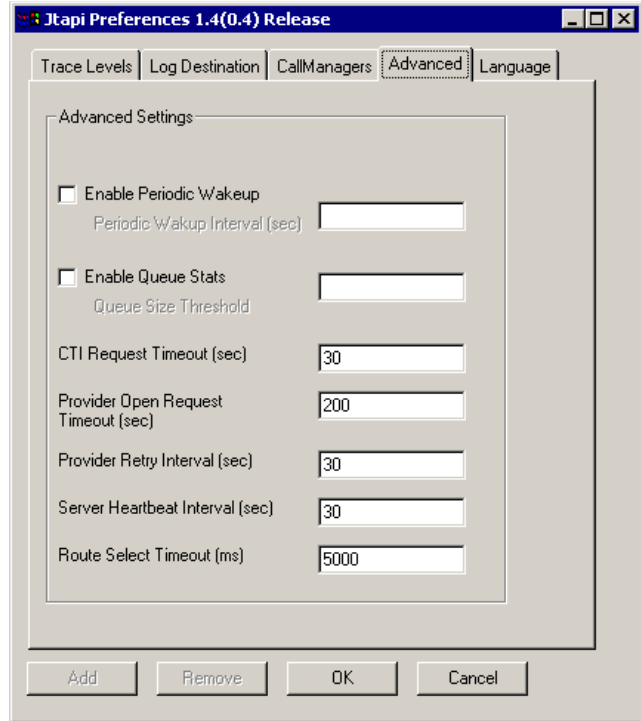 Jtapi Preferences 1.4(0.4) Release
Trace Levels Log Destination CallManagers Advanced Language
Advanced Settings
Enable Periodic Wakeup
Periodic Wakup Interval (sec)
Enable Queue Stats
Queue Size Threshold
CTI Request Timeout (sec) 30
Provider Open Request
Timeout (sec) 200
Provider Retry Interval (sec) 30
Server Heartbeat Interval (sec) 30
Route Select Timeout (ms) 5000
Add Remove OK Cancel